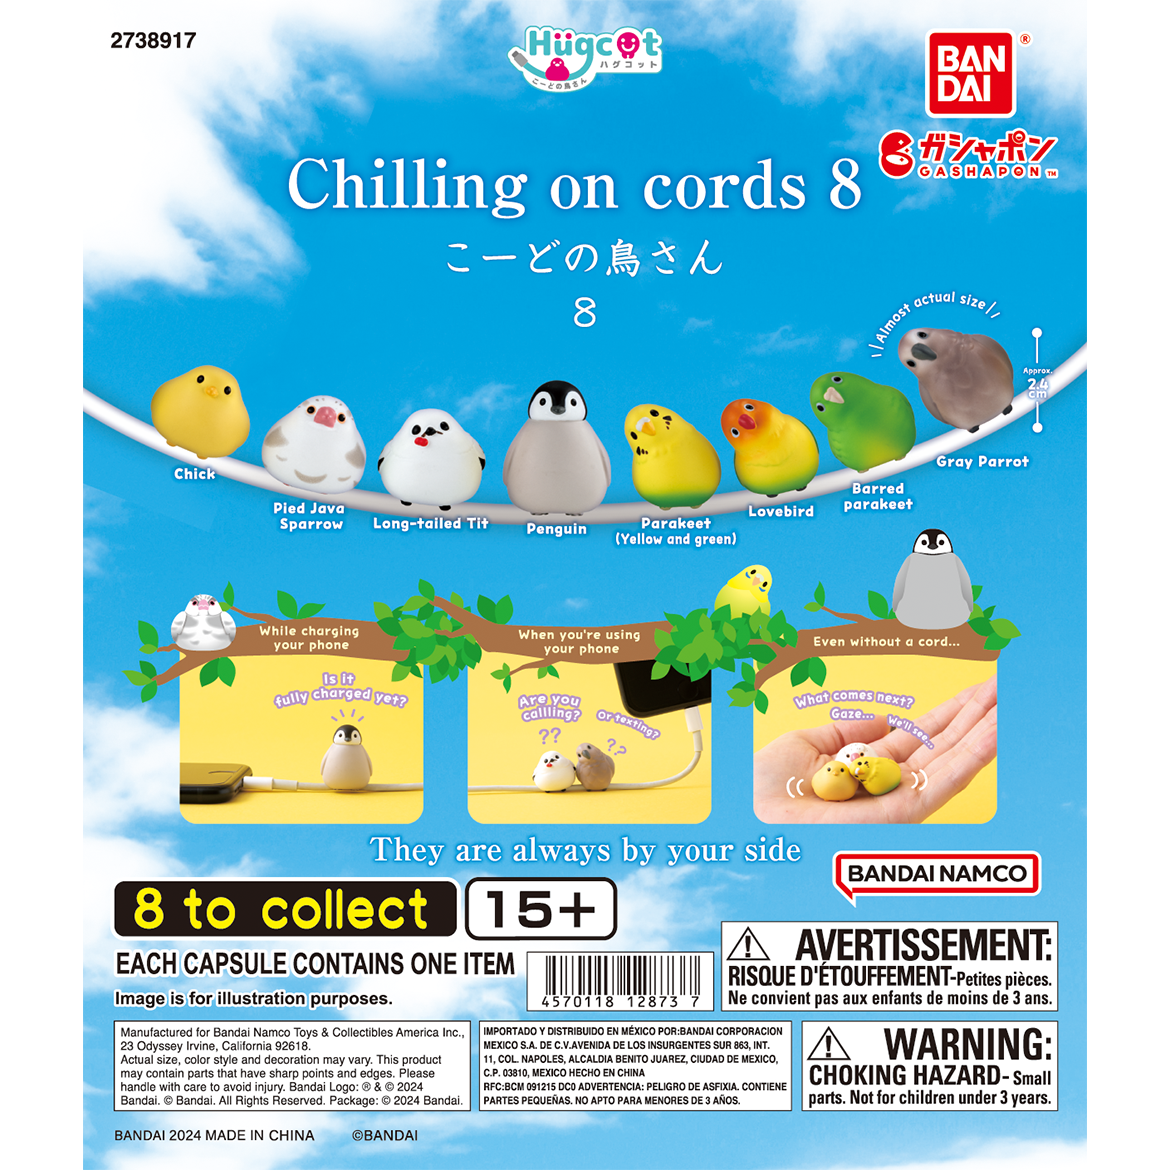 2738917
Hügcot
ハグコット
こーどの鳥さん
BAN
DAI
®
ガシャポン
GASHAPON™
Chilling on cords 8
こーどの鳥さん
8
Almost actual size
Approx.
2.4
cm
Chick
Pied Java
Sparrow
Long-tailed Tit
Penguin
Parakeet
(Yellow and green)
Lovebird
Barred
parakeet
Gray Parrot
While charging
your phone
Is it
fully charged yet?
When you're using
your phone
Are you
callling?
??
Or texting?
??
Even without a cord...
What comes next?
Gaze...
We'll see...
They are always by your side
BANDAI NAMCO
8 to collect
15+
EACH CAPSULE CONTAINS ONE ITEM
Image is for illustration purposes.
4570118 12873 7
AVERTISSEMENT:
RISQUE D'ÉTOUFFEMENT-Petites pièces.
Ne convient pas aux enfants de moins de 3 ans.
Manufactured for Bandai Namco Toys & Collectibles America Inc.,
23 Odyssey Irvine, California 92618.
Actual size, color style and decoration may vary. This product
may contain parts that have sharp points and edges. Please
handle with care to avoid injury. Bandai Logo: ® & © 2024
Bandai. © Bandai. All Rights Reserved. Package: © 2024 Bandai.
IMPORTADO Y DISTRIBUIDO EN MÉXICO POR:BANDAI CORPORACION
MEXICO S.A. DE C.V.AVENIDA DE LOS INSURGENTES SUR 863, INT.
11, COL. NAPOLES, ALCALDIA BENITO JUAREZ, CIUDAD DE MEXICO,
C.P. 03810, MEXICO HECHO EN CHINA
RFC:BCM 091215 DC0 ADVERTENCIA: PELIGRO DE ASFIXIA. CONTIENE
PARTES PEQUEÑAS. NO APTO PARA MENORES DE 3 AÑOS.
WARNING:
CHOKING HAZARD- Small
parts. Not for children under 3 years.
BANDAI 2024 MADE IN CHINA
©BANDAI